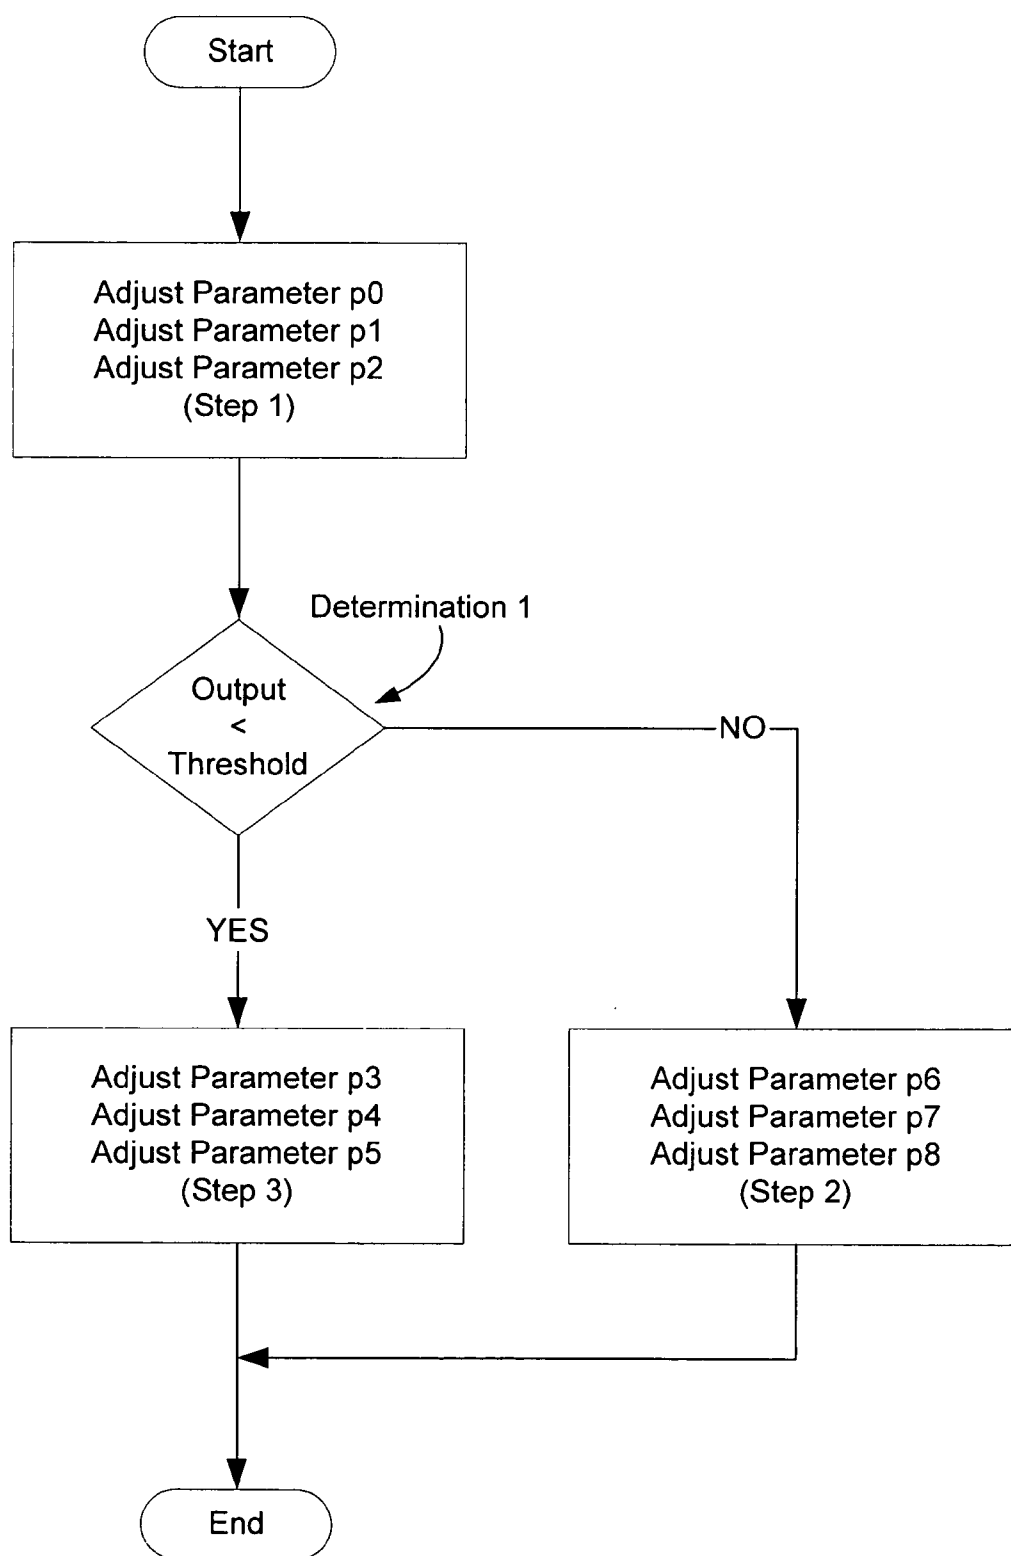 Start
Adjust Parameter p0
Adjust Parameter p1
Adjust Parameter p2
(Step 1)
Determination 1
Output
<
Threshold
NO
YES
Adjust Parameter p3
Adjust Parameter p4
Adjust Parameter p5
(Step 3)
Adjust Parameter p6
Adjust Parameter p7
Adjust Parameter p8
(Step 2)
End